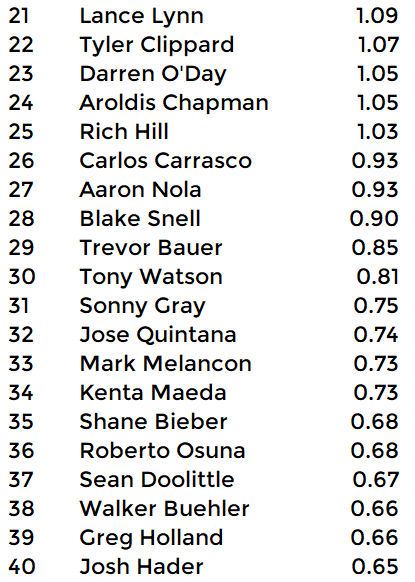 21 Lance Lynn 1.09
22 Tyler Clippard 1.07
23 Darren O'Day 1.05
24 Aroldis Chapman 1.05
25 Rich Hill 1.03
26 Carlos Carrasco 0.93
27 Aaron Nola 0.93
28 Blake Snell 0.90
29 Trevor Bauer 0.85
30 Tony Watson 0.81
31 Sonny Gray 0.75
32 Jose Quintana 0.74
33 Mark Melancon 0.73
34 Kenta Maeda 0.73
35 Shane Bieber 0.68
36 Roberto Osuna 0.68
37 Sean Doolittle 0.67
38 Walker Buehler 0.66
39 Greg Holland 0.66
40 Josh Hader 0.65